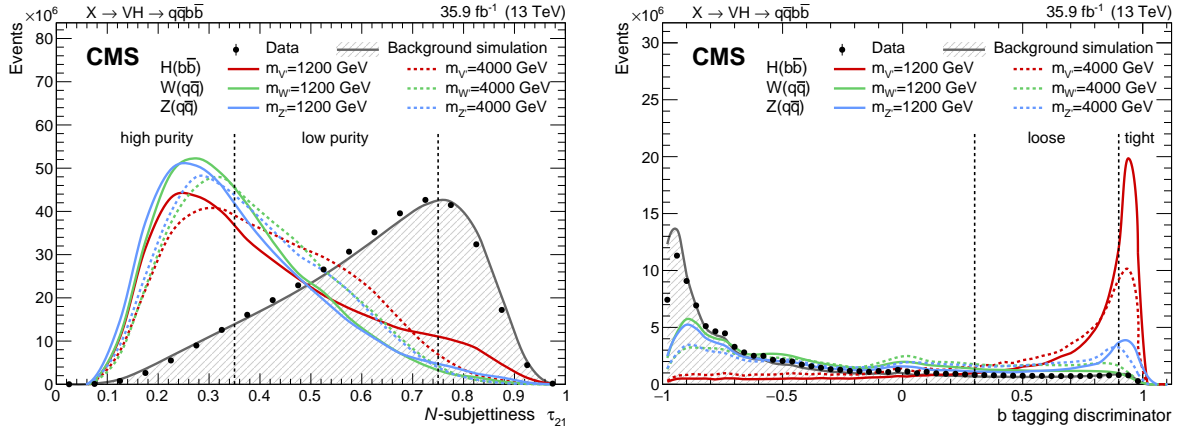 X → VH → qq̅bb̅ 35.9 fb⁻¹ (13 TeV)
×10⁶
Events
CMS
Data Background simulation
H(bb̅) m_V'=1200 GeV m_V'=4000 GeV
W(qq̅) m_W'=1200 GeV m_W'=4000 GeV
Z(qq̅) m_Z'=1200 GeV m_Z'=4000 GeV
high purity low purity
80
70
60
50
40
30
20
10
0
0 0.1 0.2 0.3 0.4 0.5 0.6 0.7 0.8 0.9 1
N-subjettiness τ₂₁
X → VH → qq̅bb̅ 35.9 fb⁻¹ (13 TeV)
×10⁶
Events
CMS
Data Background simulation
H(bb̅) m_V'=1200 GeV m_V'=4000 GeV
W(qq̅) m_W'=1200 GeV m_W'=4000 GeV
Z(qq̅) m_Z'=1200 GeV m_Z'=4000 GeV
loose tight
30
25
20
15
10
5
0
−1 −0.5 0 0.5 1
b tagging discriminator